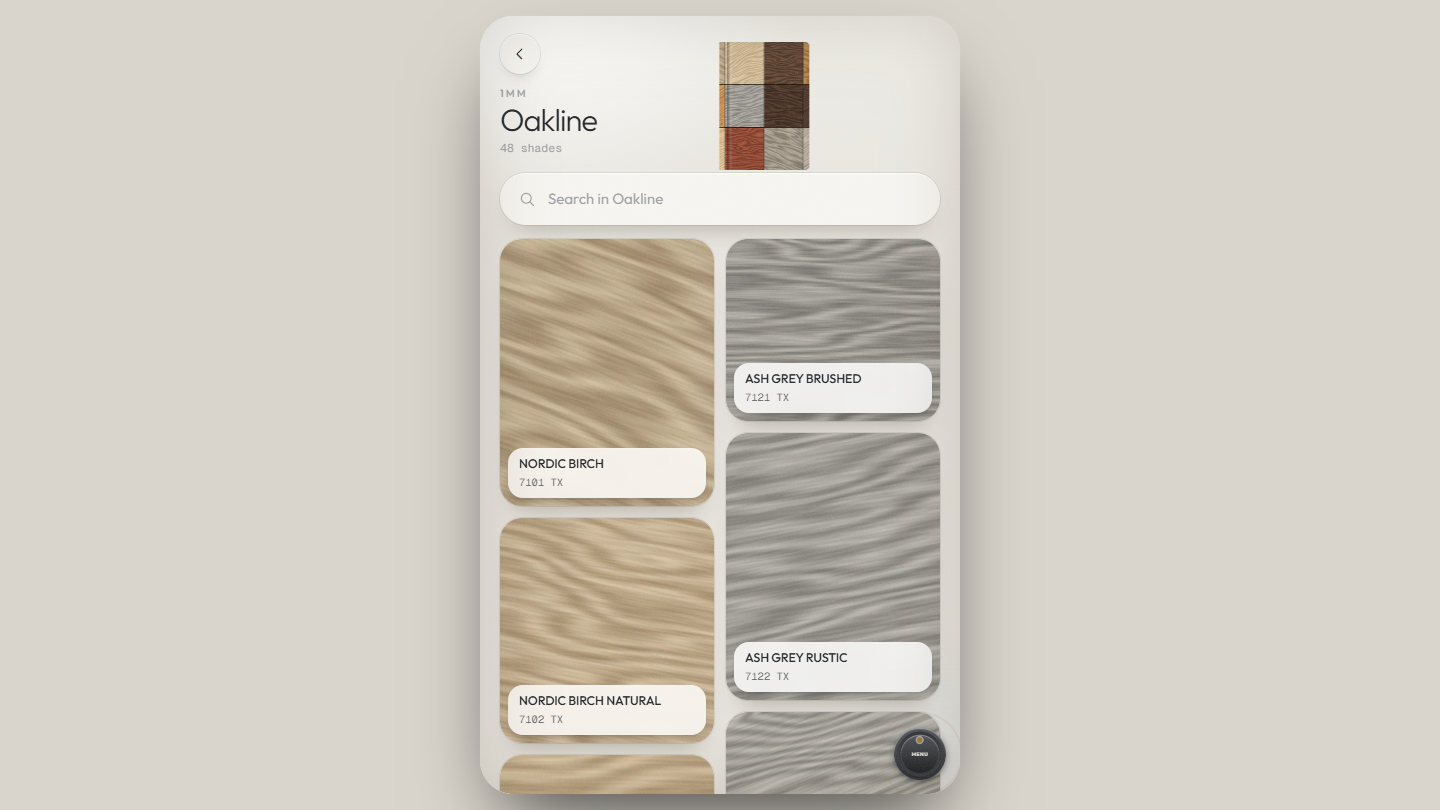 1MM
Oakline
48 shades
Search in Oakline
NORDIC BIRCH
7101 TX
ASH GREY BRUSHED
7121 TX
NORDIC BIRCH NATURAL
7102 TX
ASH GREY RUSTIC
7122 TX
MENU